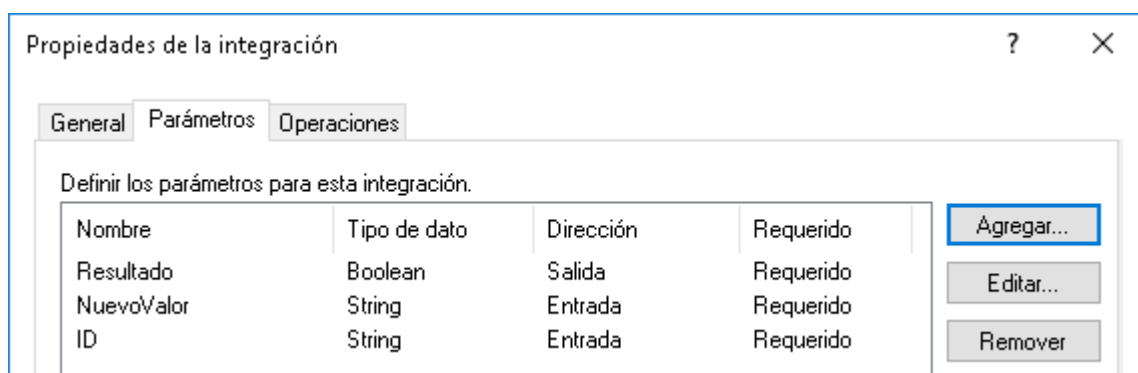 Propiedades de la integración ? ×
General Parámetros Operaciones
Definir los parámetros para esta integración.
Nombre Tipo de dato Dirección Requerido Agregar...
Resultado Boolean Salida Requerido
NuevoValor String Entrada Requerido Editar...
ID String Entrada Requerido Remover